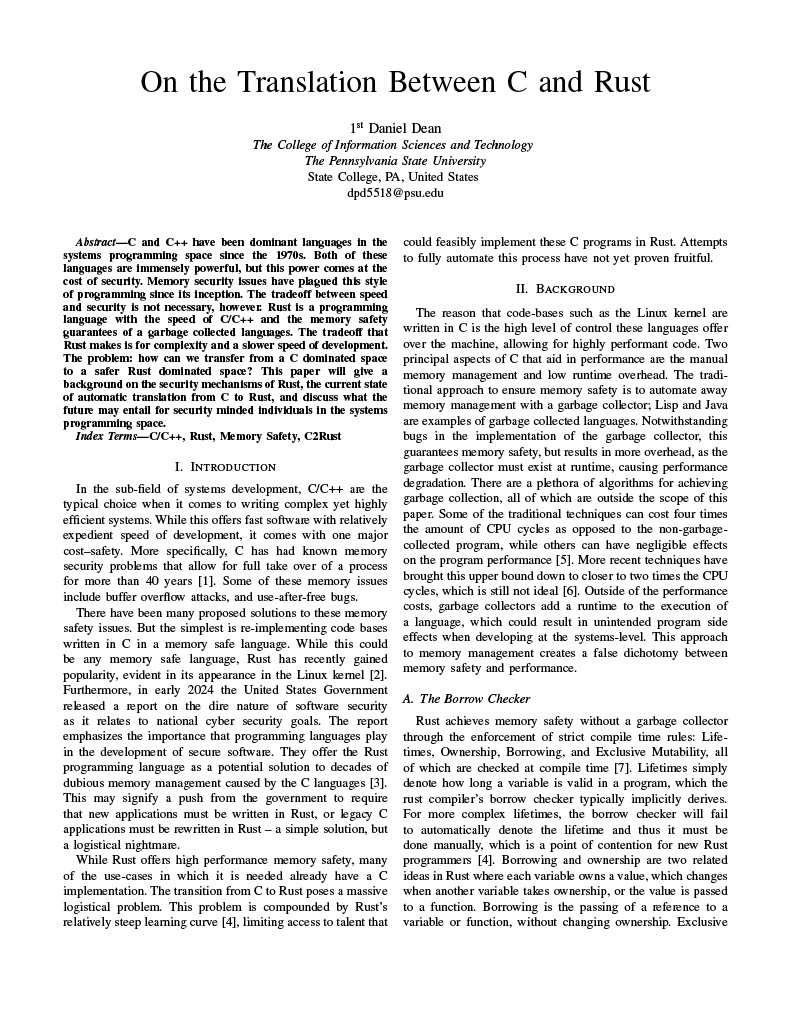 On the Translation Between C and Rust
1st Daniel Dean
The College of Information Sciences and Technology
The Pennsylvania State University
State College, PA, United States
dpd5518@psu.edu
Abstract—C and C++ have been dominant languages in the
systems programming space since the 1970s. Both of these
languages are immensely powerful, but this power comes at the
cost of security. Memory security issues have plagued this style
of programming since its inception. The tradeoff between speed
and security is not necessary, however. Rust is a programming
language with the speed of C/C++ and the memory safety
guarantees of a garbage collected languages. The tradeoff that
Rust makes is for complexity and a slower speed of development.
The problem: how can we transfer from a C dominated space
to a safer Rust dominated space? This paper will give a
background on the security mechanisms of Rust, the current state
of automatic translation from C to Rust, and discuss what the
future may entail for security minded individuals in the systems
programming space.
Index Terms—C/C++, Rust, Memory Safety, C2Rust
I. Introduction
In the sub-field of systems development, C/C++ are the
typical choice when it comes to writing complex yet highly
efficient systems. While this offers fast software with relatively
expedient speed of development, it comes with one major
cost–safety. More specifically, C has had known memory
security problems that allow for full take over of a process
for more than 40 years [1]. Some of these memory issues
include buffer overflow attacks, and use-after-free bugs.
There have been many proposed solutions to these memory
safety issues. But the simplest is re-implementing code bases
written in C in a memory safe language. While this could
be any memory safe language, Rust has recently gained
popularity, evident in its appearance in the Linux kernel [2].
Furthermore, in early 2024 the United States Government
released a report on the dire nature of software security
as it relates to national cyber security goals. The report
emphasizes the importance that programming languages play
in the development of secure software. They offer the Rust
programming language as a potential solution to decades of
dubious memory management caused by the C languages [3].
This may signify a push from the government to require
that new applications must be written in Rust, or legacy C
applications must be rewritten in Rust – a simple solution, but
a logistical nightmare.
While Rust offers high performance memory safety, many
of the use-cases in which it is needed already have a C
implementation. The transition from C to Rust poses a massive
logistical problem. This problem is compounded by Rust's
relatively steep learning curve [4], limiting access to talent that
could feasibly implement these C programs in Rust. Attempts
to fully automate this process have not yet proven fruitful.
II. Background
The reason that code-bases such as the Linux kernel are
written in C is the high level of control these languages offer
over the machine, allowing for highly performant code. Two
principal aspects of C that aid in performance are the manual
memory management and low runtime overhead. The tradi-
tional approach to ensure memory safety is to automate away
memory management with a garbage collector; Lisp and Java
are examples of garbage collected languages. Notwithstanding
bugs in the implementation of the garbage collector, this
guarantees memory safety, but results in more overhead, as the
garbage collector must exist at runtime, causing performance
degradation. There are a plethora of algorithms for achieving
garbage collection, all of which are outside the scope of this
paper. Some of the traditional techniques can cost four times
the amount of CPU cycles as opposed to the non-garbage-
collected program, while others can have negligible effects
on the program performance [5]. More recent techniques have
brought this upper bound down to closer to two times the CPU
cycles, which is still not ideal [6]. Outside of the performance
costs, garbage collectors add a runtime to the execution of
a language, which could result in unintended program side
effects when developing at the systems-level. This approach
to memory management creates a false dichotomy between
memory safety and performance.
A. The Borrow Checker
Rust achieves memory safety without a garbage collector
through the enforcement of strict compile time rules: Life-
times, Ownership, Borrowing, and Exclusive Mutability, all
of which are checked at compile time [7]. Lifetimes simply
denote how long a variable is valid in a program, which the
rust compiler's borrow checker typically implicitly derives.
For more complex lifetimes, the borrow checker will fail
to automatically denote the lifetime and thus it must be
done manually, which is a point of contention for new Rust
programmers [4]. Borrowing and ownership are two related
ideas in Rust where each variable owns a value, which changes
when another variable takes ownership, or the value is passed
to a function. Borrowing is the passing of a reference to a
variable or function, without changing ownership. Exclusive